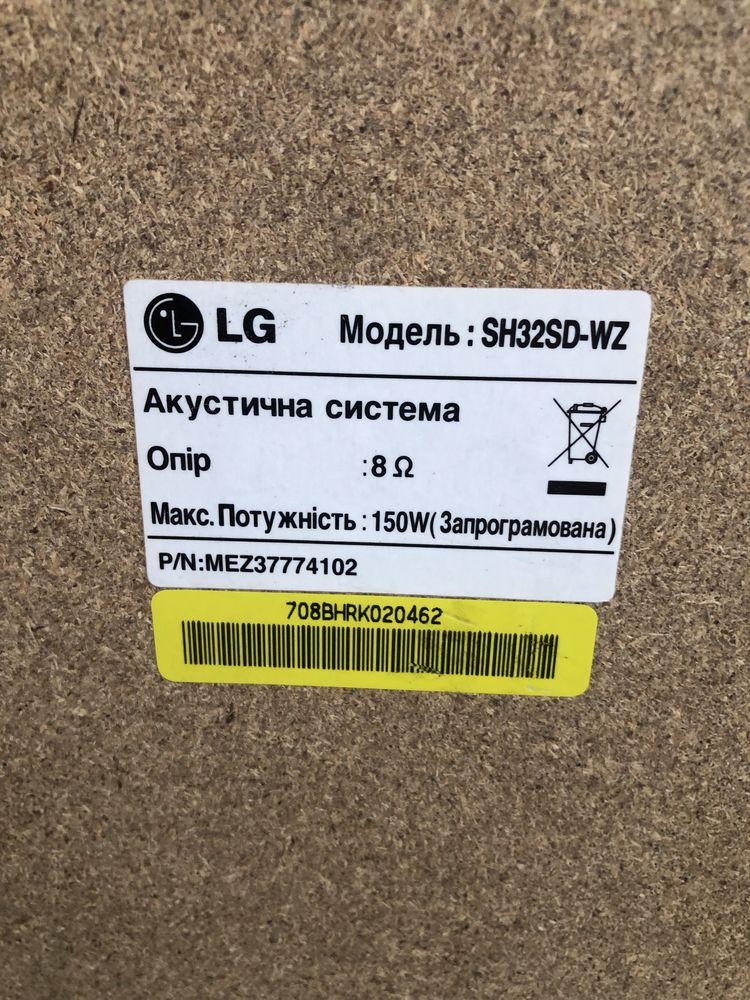 LG Модель : SH32SD-WZ
Акустична система
Опір :8 Ω
Макс. Потужність : 150W( Запрограмована )
P/N:MEZ37774102
708BHRK020462